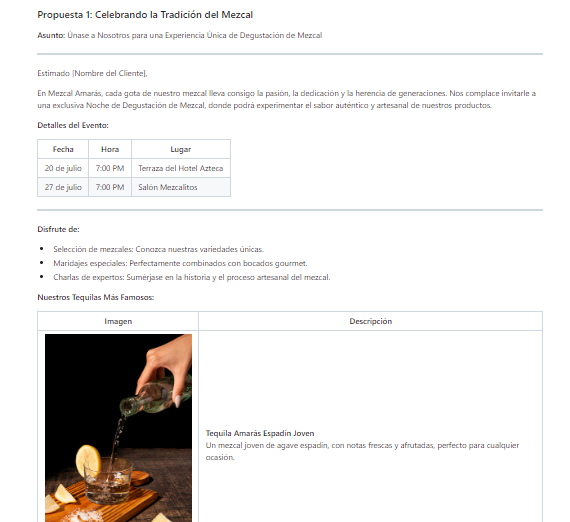 Propuesta 1: Celebrando la Tradición del Mezcal
Asunto: Únase a Nosotros para una Experiencia Única de Degustación de Mezcal
Estimado [Nombre del Cliente],
En Mezcal Amarás, cada gota de nuestro mezcal lleva consigo la pasión, la dedicación y la herencia de generaciones. Nos complace invitarle a
una exclusiva Noche de Degustación de Mezcal, donde podrá experimentar el sabor auténtico y artesanal de nuestros productos.
Detalles del Evento:
Fecha Hora Lugar
20 de julio 7:00 PM Terraza del Hotel Azteca
27 de julio 7:00 PM Salón Mezcalitos
Disfrute de:
Selección de mezcales: Conozca nuestras variedades únicas.
Maridajes especiales: Perfectamente combinados con bocados gourmet.
Charlas de expertos: Sumérjase en la historia y el proceso artesanal del mezcal.
Nuestros Tequilas Más Famosos:
Imagen Descripción
Tequila Amarás Espadín Joven
Un mezcal joven de agave espadín, con notas frescas y afrutadas, perfecto para cualquier
ocasión.